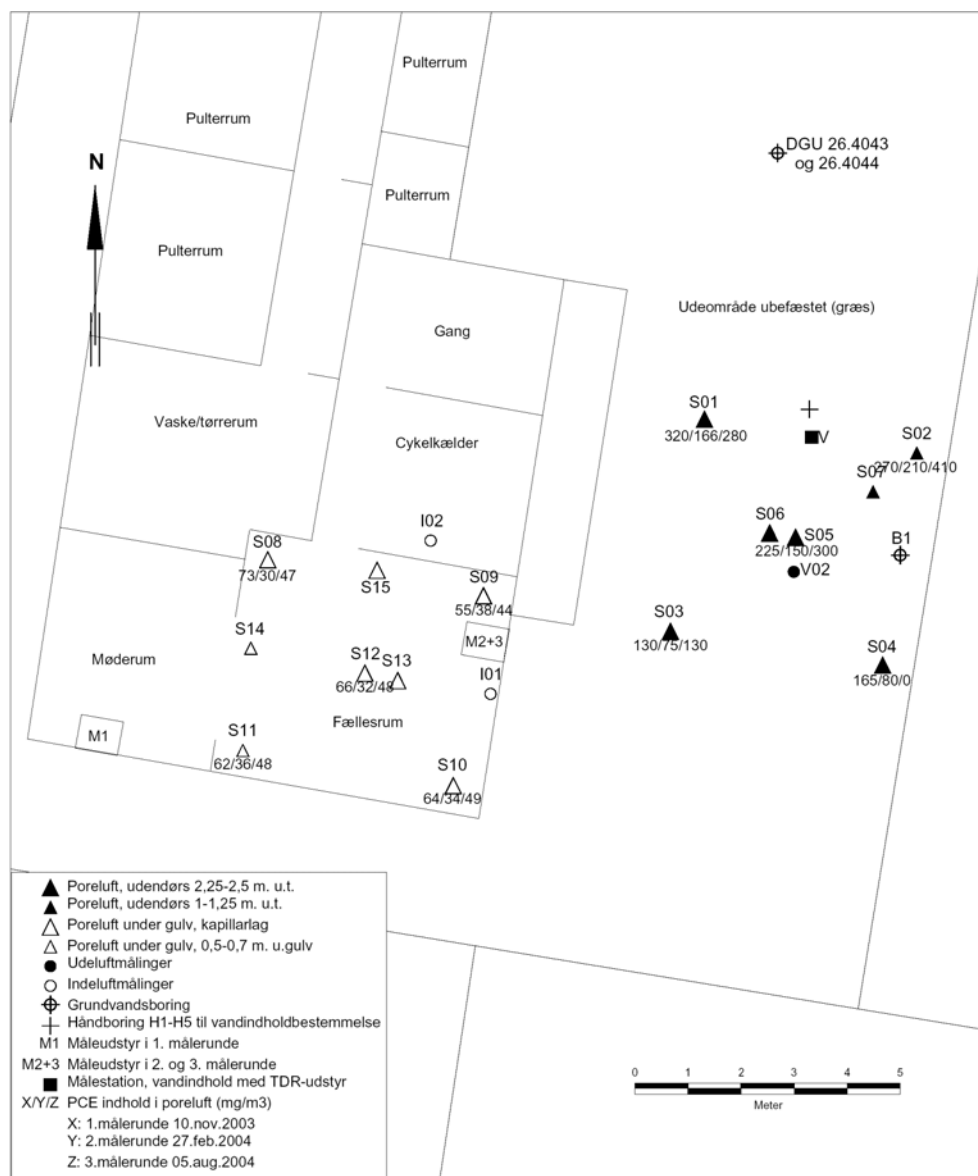 Pulterrum
Pulterrum
N
DGU 26.4043
og 26.4044
Pulterrum
Pulterrum
Udeområde ubefæstet (græs)
Gang
Vaske/tørrerum
Cykelkælder
S01
320/166/280
V
S02
270/210/410
S07
I02
S06
S05
225/150/300
B1
V02
S08
73/30/47
S15
S09
55/38/44
S03
130/75/130
M2+3
S14
Møderum
S12
66/32/48
S13
I01
S04
165/80/0
Fællesrum
M1
S11
62/36/48
S10
64/34/49
Poreluft, udendørs 2,25-2,5 m. u.t.
Poreluft, udendørs 1-1,25 m. u.t.
Poreluft under gulv, kapillarlag
Poreluft under gulv, 0,5-0,7 m. u.gulv
Udeluftmålinger
Indeluftmålinger
Grundvandsboring
Håndboring H1-H5 til vandindholdbestemmelse
M1 Måleudstyr i 1. målerunde
M2+3 Måleudstyr i 2. og 3. målerunde
Målestation, vandindhold med TDR-udstyr
X/Y/Z PCE indhold i poreluft (mg/m3)
X: 1.målerunde 10.nov.2003
Y: 2.målerunde 27.feb.2004
Z: 3.målerunde 05.aug.2004
0 1 2 3 4 5
Meter